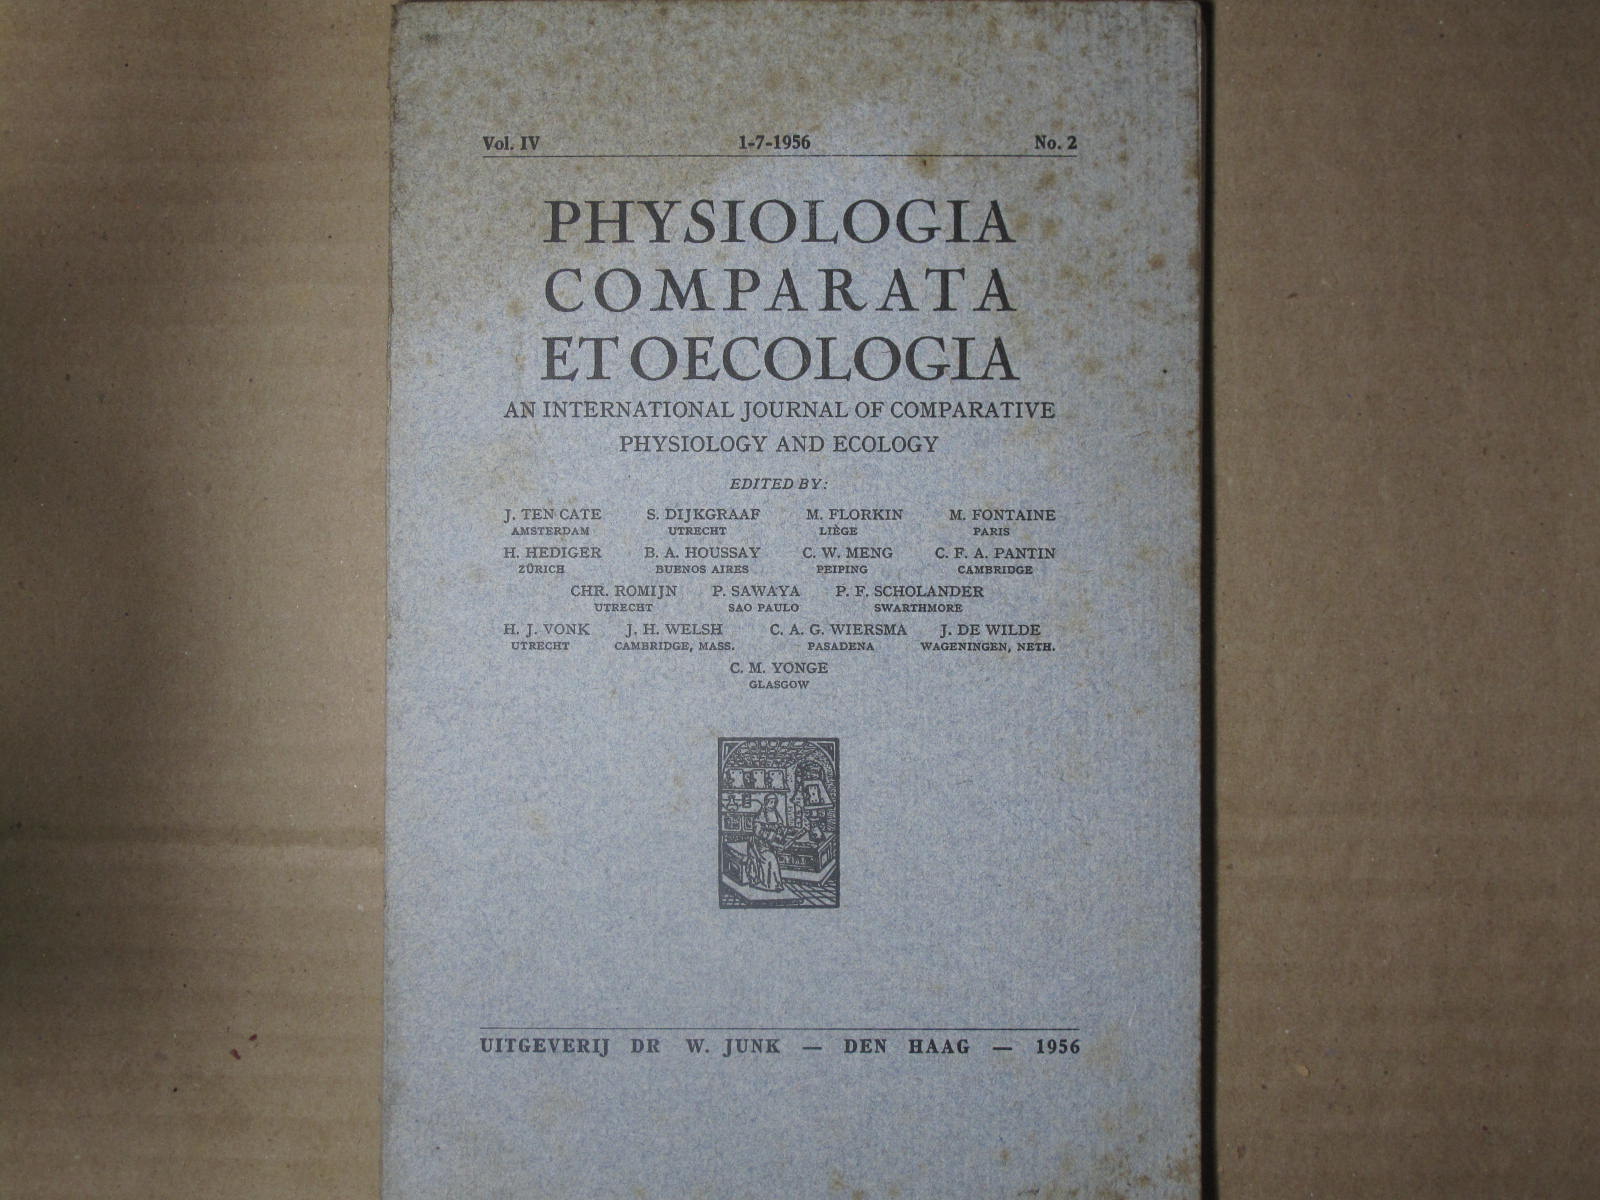 Vol. IV 1-7-1956 No. 2
PHYSIOLOGIA
COMPARATA
ET OECOLOGIA
AN INTERNATIONAL JOURNAL OF COMPARATIVE
PHYSIOLOGY AND ECOLOGY
EDITED BY:
J. TEN CATE S. DIJKGRAAF M. FLORKIN M. FONTAINE
AMSTERDAM UTRECHT LIÈGE PARIS
H. HEDIGER B. A. HOUSSAY C. W. MENG C. F. A. PANTIN
ZÜRICH BUENOS AIRES PEIPING CAMBRIDGE
CHR. ROMIJN P. SAWAYA P. F. SCHOLANDER
UTRECHT SAO PAULO SWARTHMORE
H. J. VONK J. H. WELSH C. A. G. WIERSMA J. DE WILDE
UTRECHT CAMBRIDGE, MASS. PASADENA WAGENINGEN, NETH.
C. M. YONGE
GLASGOW
UITGEVERIJ DR W. JUNK — DEN HAAG — 1956